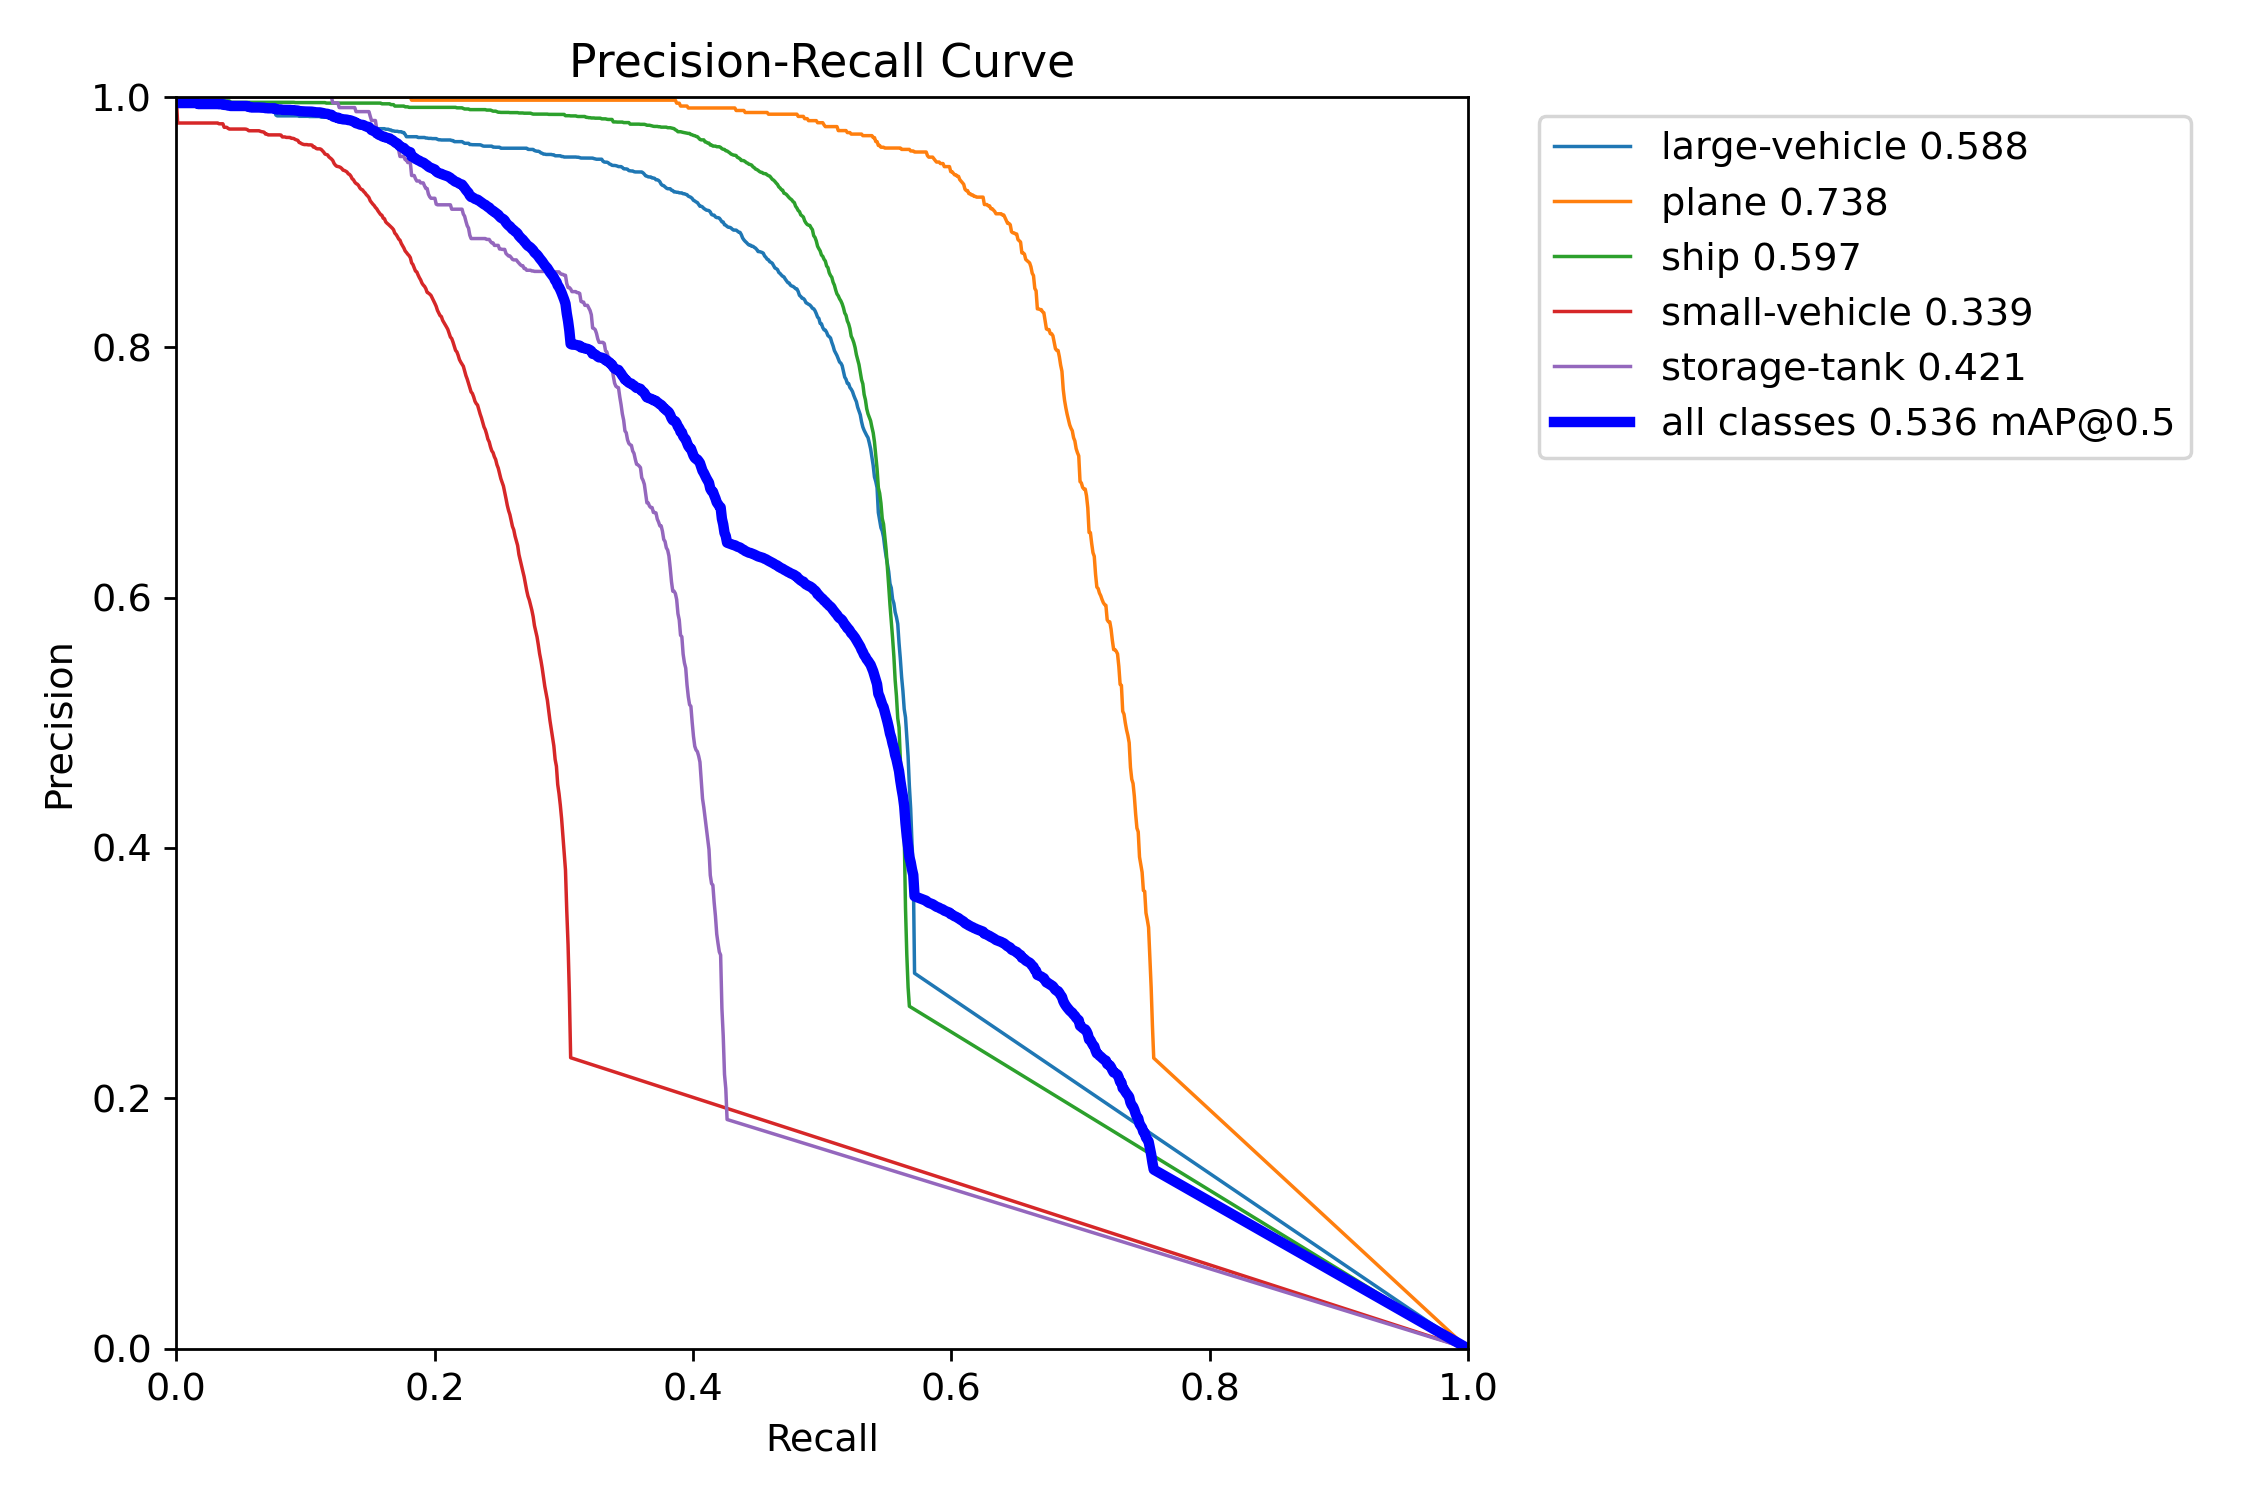 Precision-Recall Curve
1.0
0.8
0.6
0.4
0.2
0.0
Precision
0.0 0.2 0.4 0.6 0.8 1.0
Recall
large-vehicle 0.588
plane 0.738
ship 0.597
small-vehicle 0.339
storage-tank 0.421
all classes 0.536 mAP@0.5